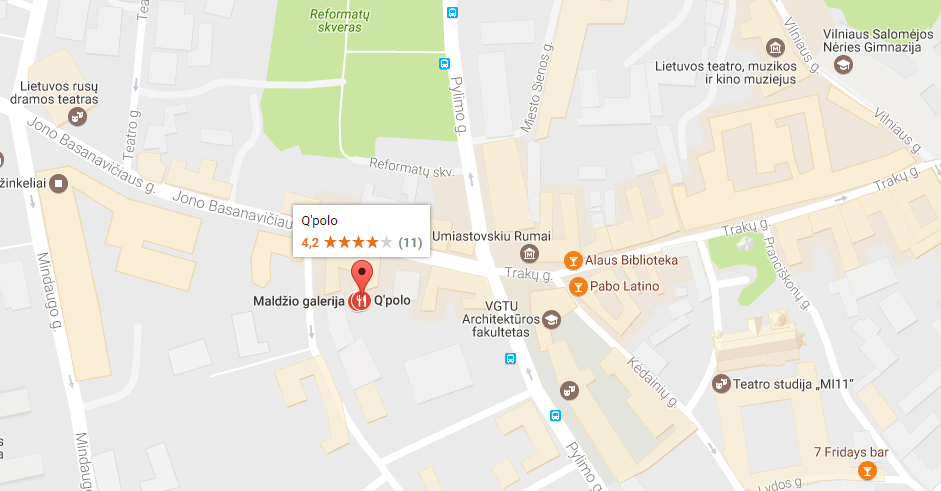 Reformatų
skveras
Teatro g.
Pylimo g.
Miesto Sienos g.
Vilniaus g.
Vilniaus Salomėjos
Nėries Gimnazija
Lietuvos teatro, muzikos
ir kino muziejus
Lietuvos rusų
dramos teatras
Jono Basanavičiaus g.
Teatro g.
Vilniaus g.
Reformatų skv.
žinkeliai
Jono Basanavičiaus
Trakų g.
Q'polo
4,2 (11)
Umiastovskiu Rumai
Trakų g.
Alaus Biblioteka
Trakų g.
Pranciškonų g.
Mindaugo g.
Pabo Latino
Maldžio galerija
Q'polo
VGTU
Architektūros
fakultetas
Kėdainių g.
Teatro studija „MI11“
Mindaugo g.
s
a
Pylimo g.
7 Fridays bar
Lydos g.